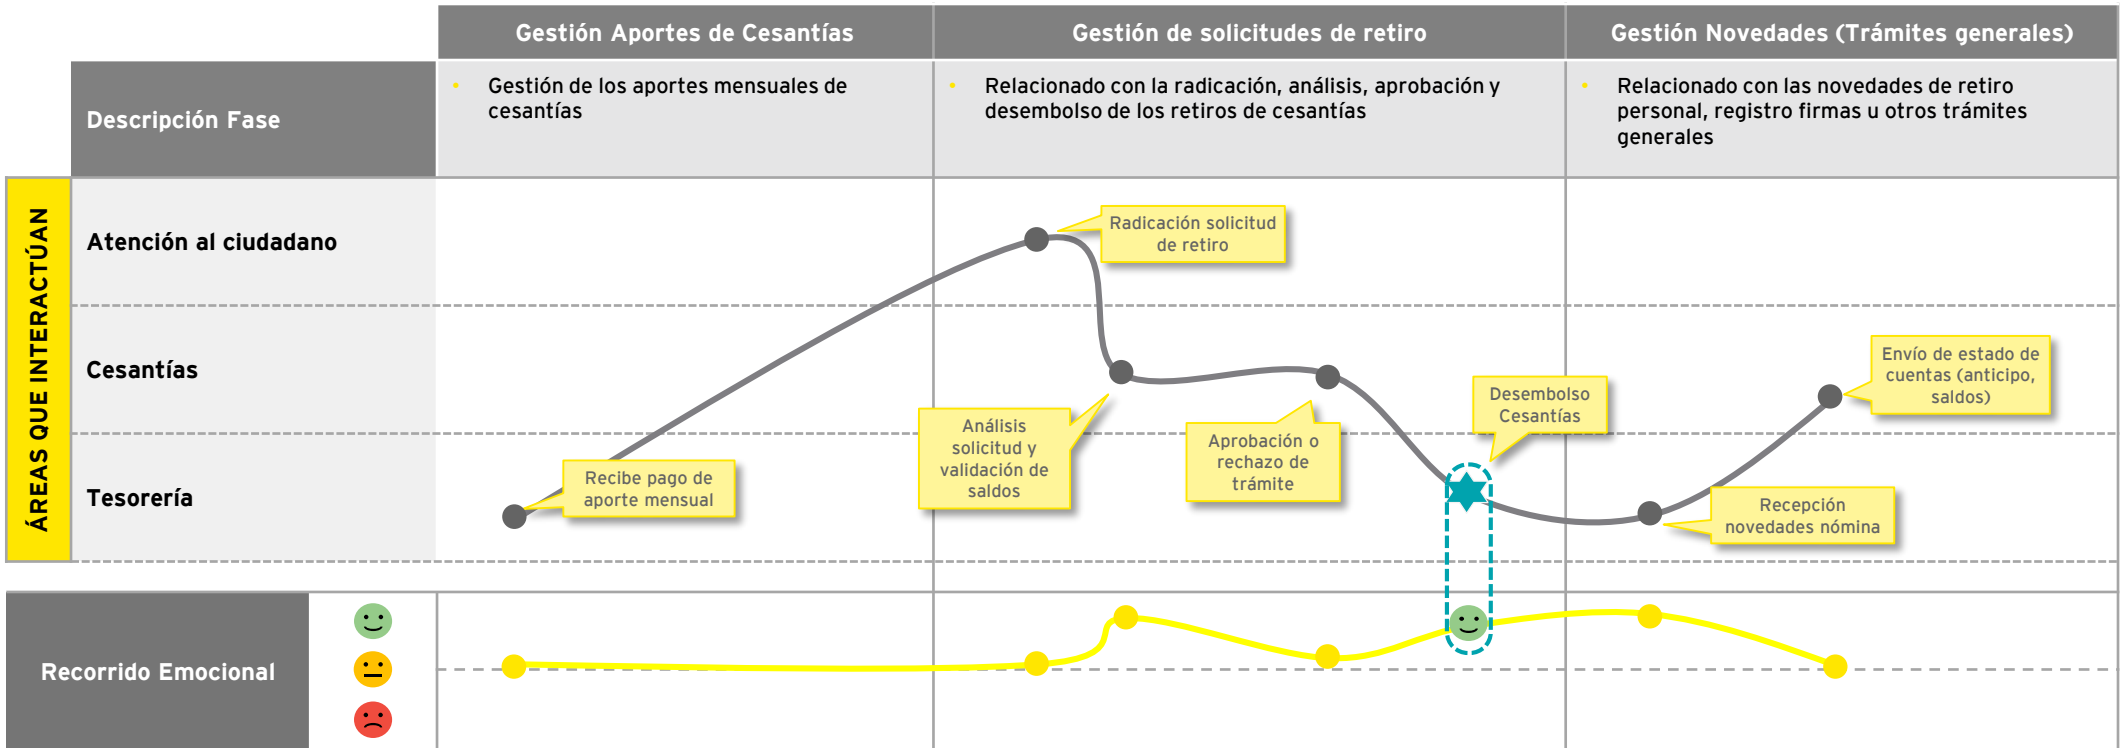 Gestión Aportes de Cesantías
Gestión de solicitudes de retiro
Gestión Novedades (Trámites generales)
Descripción Fase
• Gestión de los aportes mensuales de
cesantías
• Relacionado con la radicación, análisis, aprobación y
desembolso de los retiros de cesantías
• Relacionado con las novedades de retiro
personal, registro firmas u otros trámites
generales
ÁREAS QUE INTERACTÚAN
Atención al ciudadano
Radicación solicitud
de retiro
Cesantías
Envío de estado de
cuentas (anticipo,
saldos)
Desembolso
Cesantías
Análisis
solicitud y
validación de
saldos
Aprobación o
rechazo de
trámite
Tesorería
Recibe pago de
aporte mensual
Recepción
novedades nómina
Recorrido Emocional